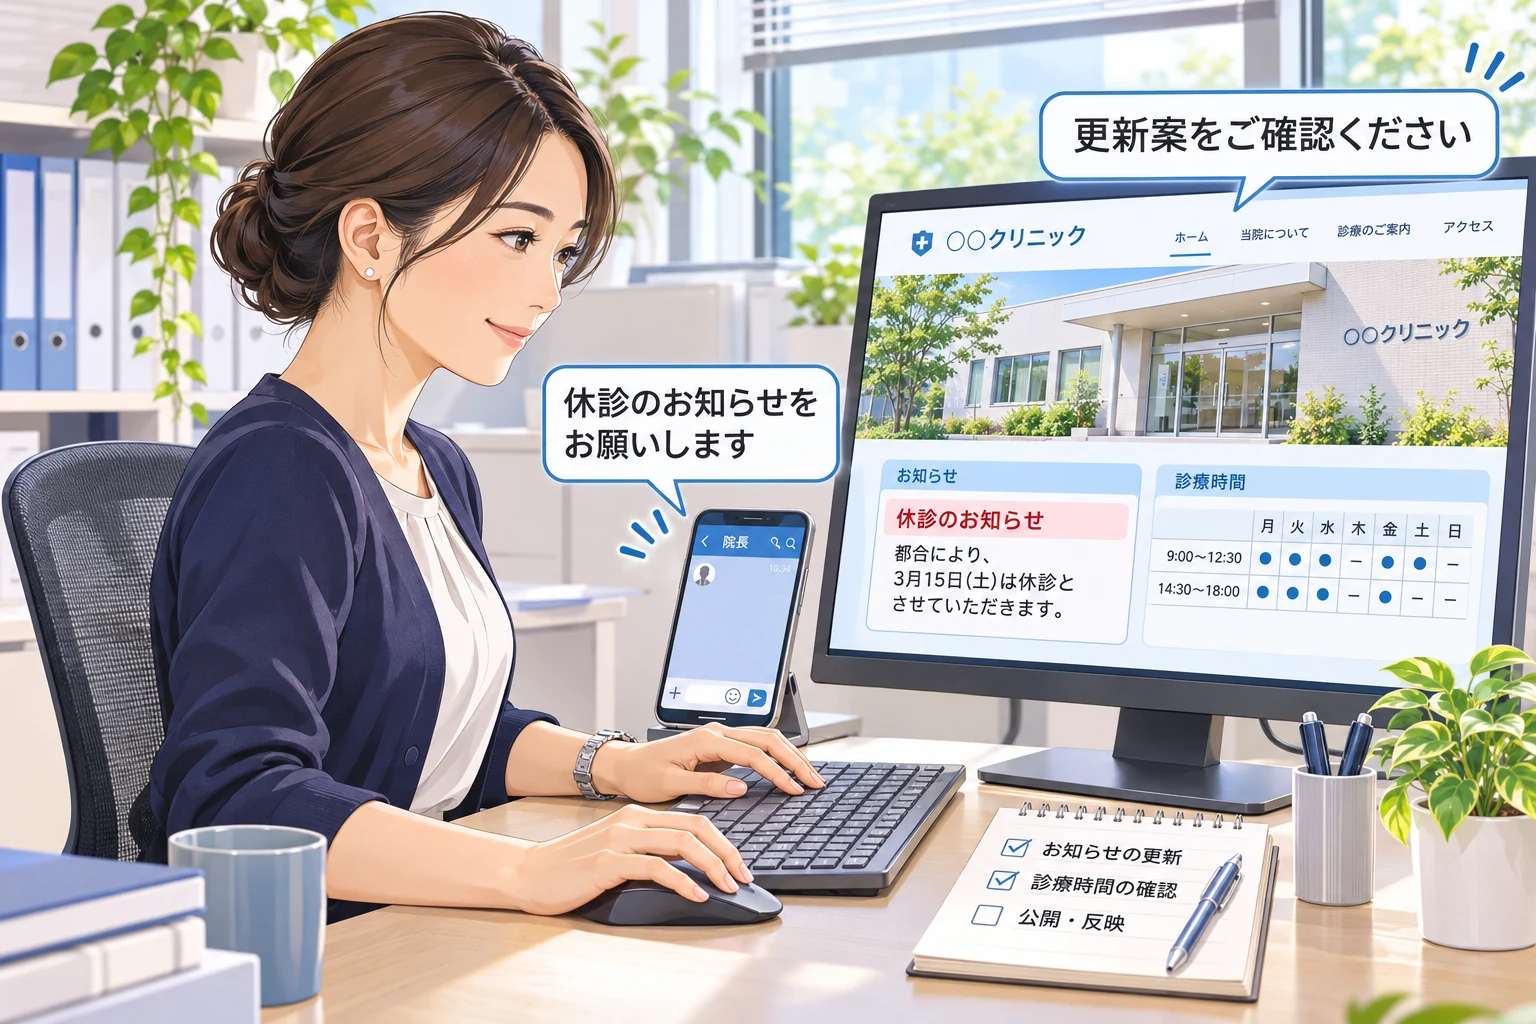 更新案をご確認ください
〇〇クリニック
ホーム 当院について 診療のご案内 アクセス
〇〇クリニック
休診のお知らせを
お願いします
院長
10:34
お知らせ
休診のお知らせ
都合により、
3月15日(土)は休診と
させていただきます。
診療時間
月 火 水 木 金 土 日
9:00〜12:30 ● ● ● − ● ● −
14:30〜18:00 ● ● ● − ● − −
お知らせの更新
診療時間の確認
公開・反映